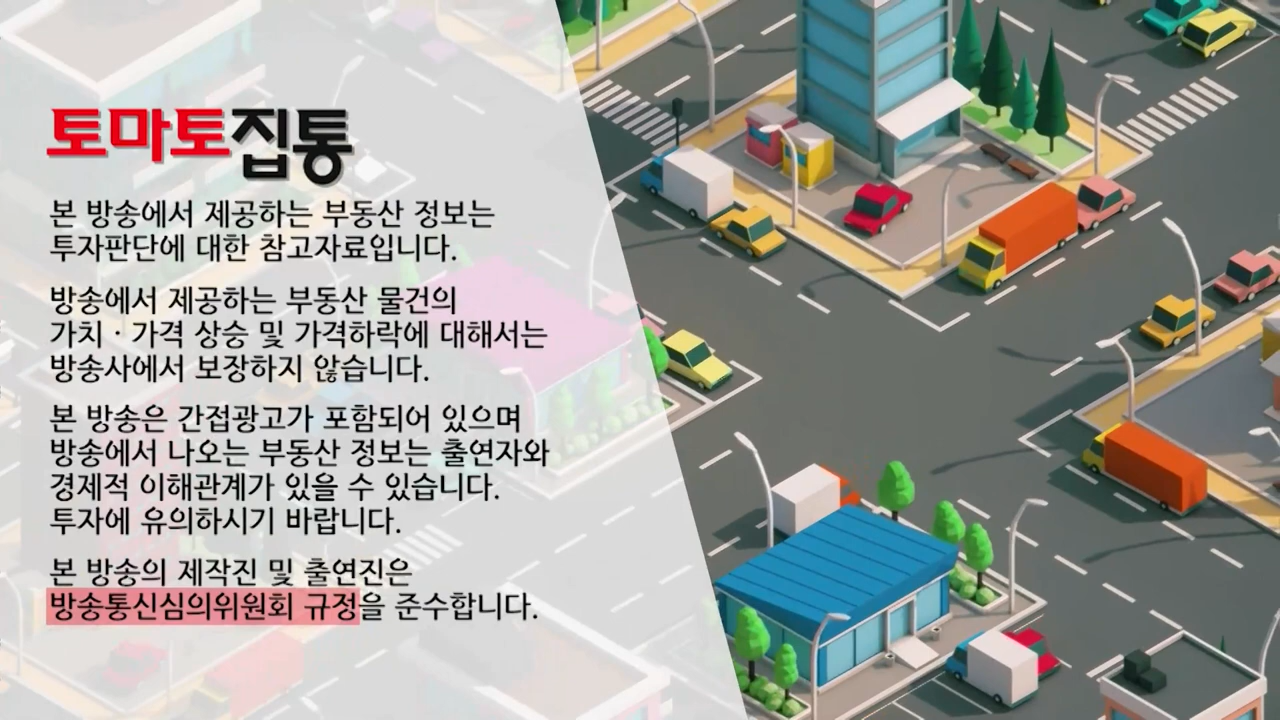 토마토집통
본 방송에서 제공하는 부동산 정보는
투자판단에 대한 참고자료입니다.
방송에서 제공하는 부동산 물건의
가치 · 가격 상승 및 가격하락에 대해서는
방송사에서 보장하지 않습니다.
본 방송은 간접광고가 포함되어 있으며
방송에서 나오는 부동산 정보는 출연자와
경제적 이해관계가 있을 수 있습니다.
투자에 유의하시기 바랍니다.
본 방송의 제작진 및 출연진은
방송통신심의위원회 규정을 준수합니다.